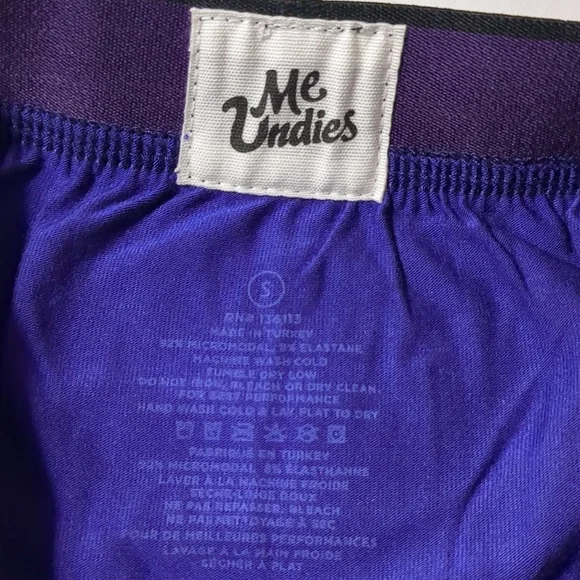 Me
Undies
S
RN# 136113
MADE IN TURKEY
92% MICROMODAL, 8% ELASTANE
MACHINE WASH COLD
TUMBLE DRY LOW
DO NOT IRON, BLEACH OR DRY CLEAN.
FOR BEST PERFORMANCE
HAND WASH COLD & LAY FLAT TO DRY
FABRIQUÉ EN TURKEY
92% MICROMODAL 8% ÉLASTHANNE
LAVER À LA MACHINE FROIDE
SÈCHE-LINGE DOUX
NE PAS REPASSER, BLEACH
NE PAS NETTOYAGE À SEC
POUR DE MEILLEURES PERFORMANCES
LAVAGE À LA MAIN FROIDE
SÉCHER À PLAT